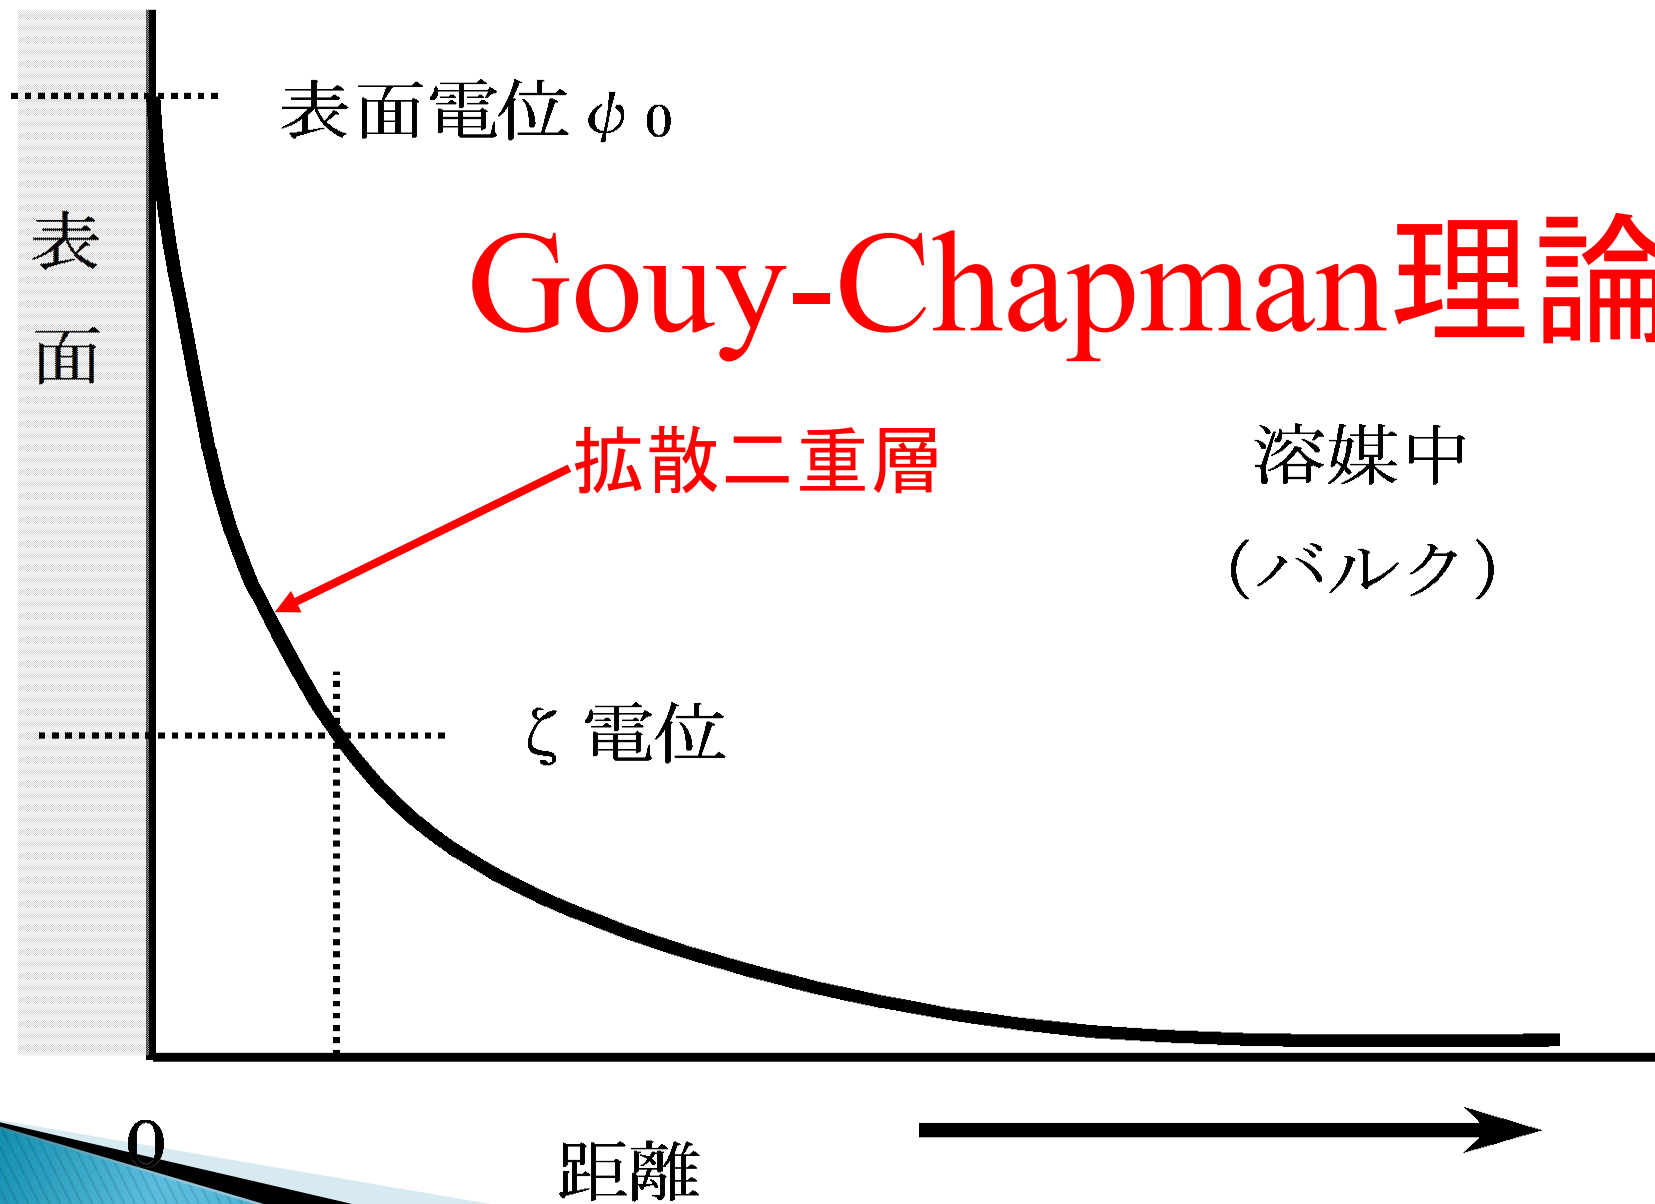 表面電位φ0
表面
Gouy-Chapman理論
拡散二重層
溶媒中
（バルク）
ζ電位
0
距離